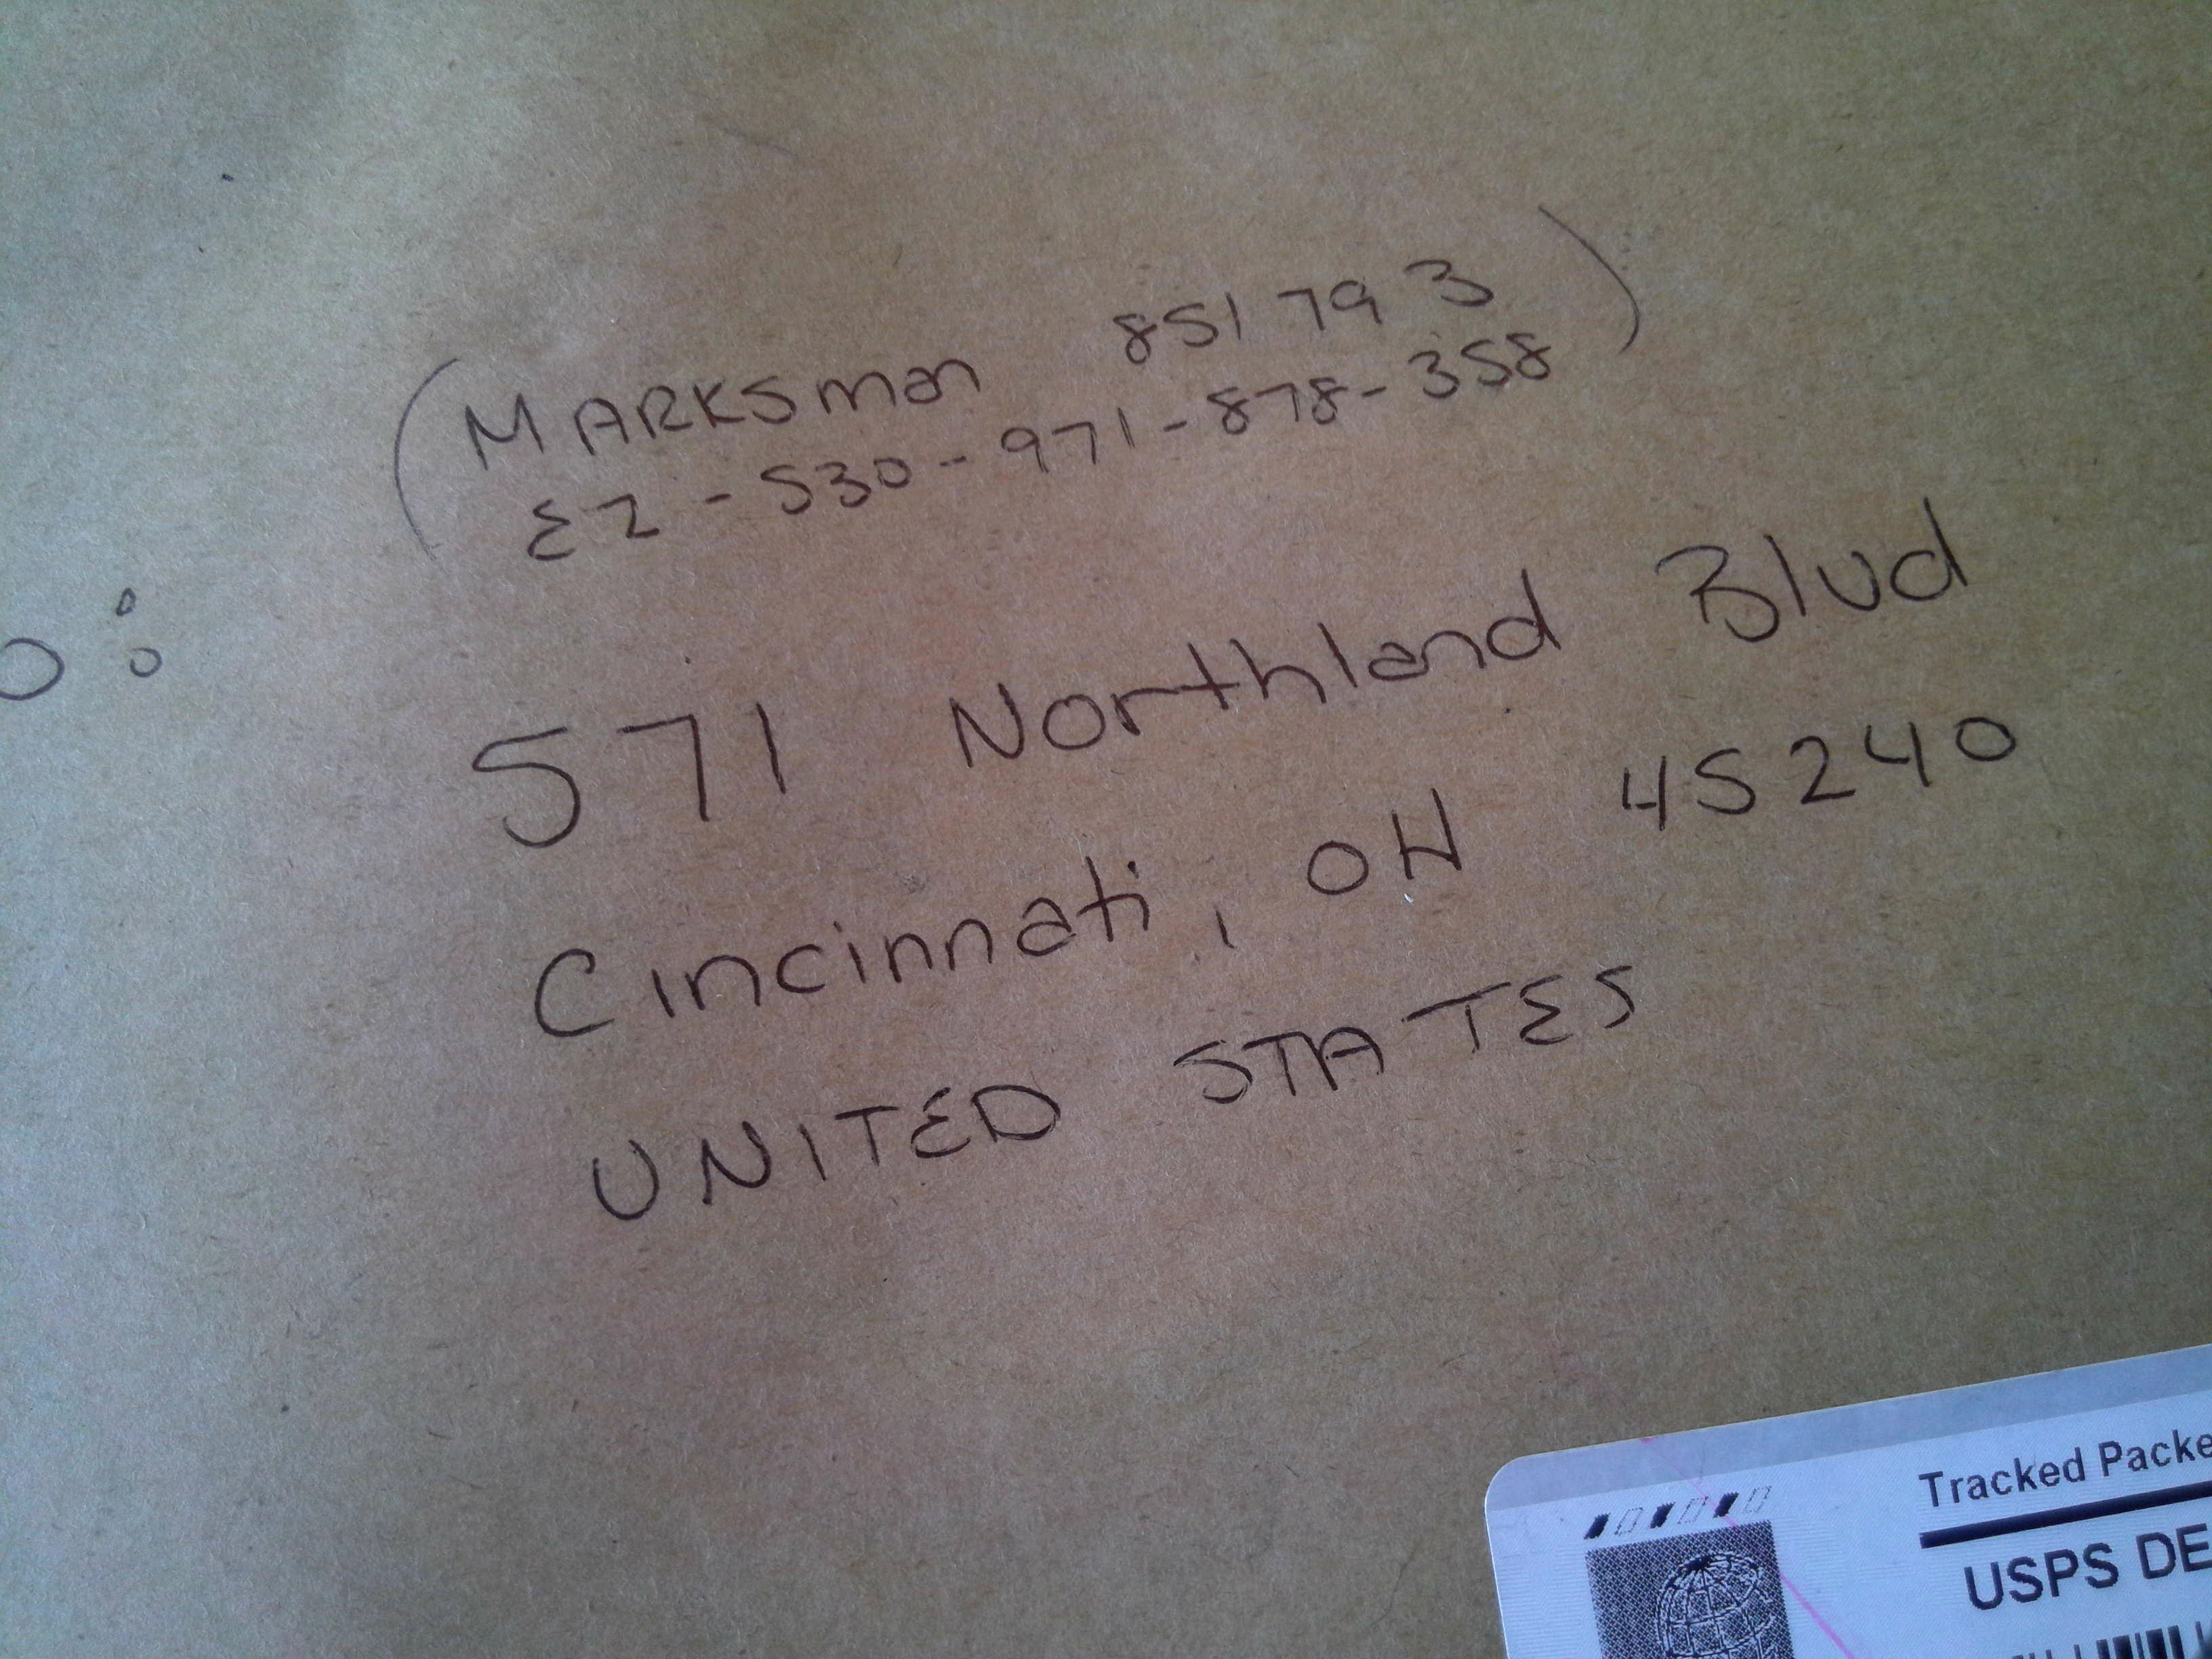 (MARKSman 851793
EZ-530-971-878-358)
O:
571 Northland Blvd
Cincinnati, OH 45240
UNITED STATES
Tracked Packe
USPS DE